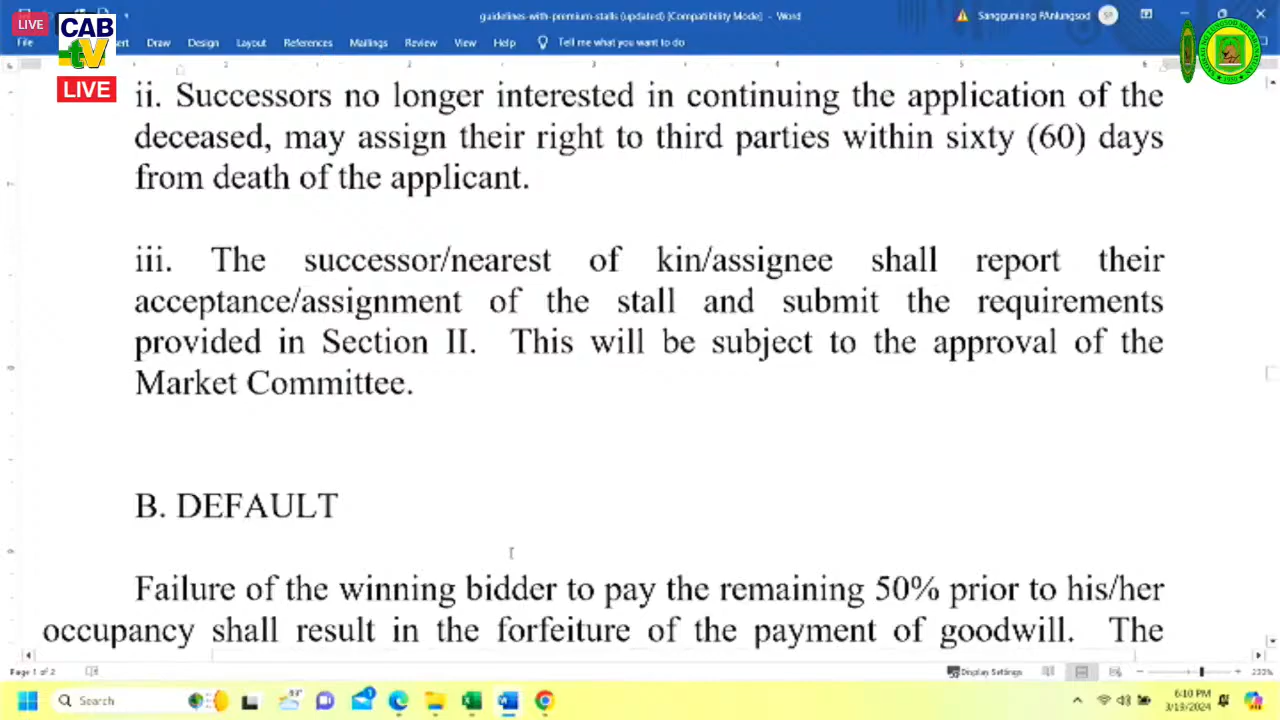 LIVE
CAB
tv
LIVE
guidelines-with-premium-stalls (updated) [Compatibility Mode] - Word
Sangguniang PAnlungsod
SP
File
Draw Design Layout References Mailings Review View Help Tell me what you want to do
ii. Successors no longer interested in continuing the application of the
deceased, may assign their right to third parties within sixty (60) days
from death of the applicant.
iii. The successor/nearest of kin/assignee shall report their
acceptance/assignment of the stall and submit the requirements
provided in Section II. This will be subject to the approval of the
Market Committee.
B. DEFAULT
Failure of the winning bidder to pay the remaining 50% prior to his/her
occupancy shall result in the forfeiture of the payment of goodwill. The
Page 1 of 2
Display Settings
Search
6:10 PM
3/19/2024